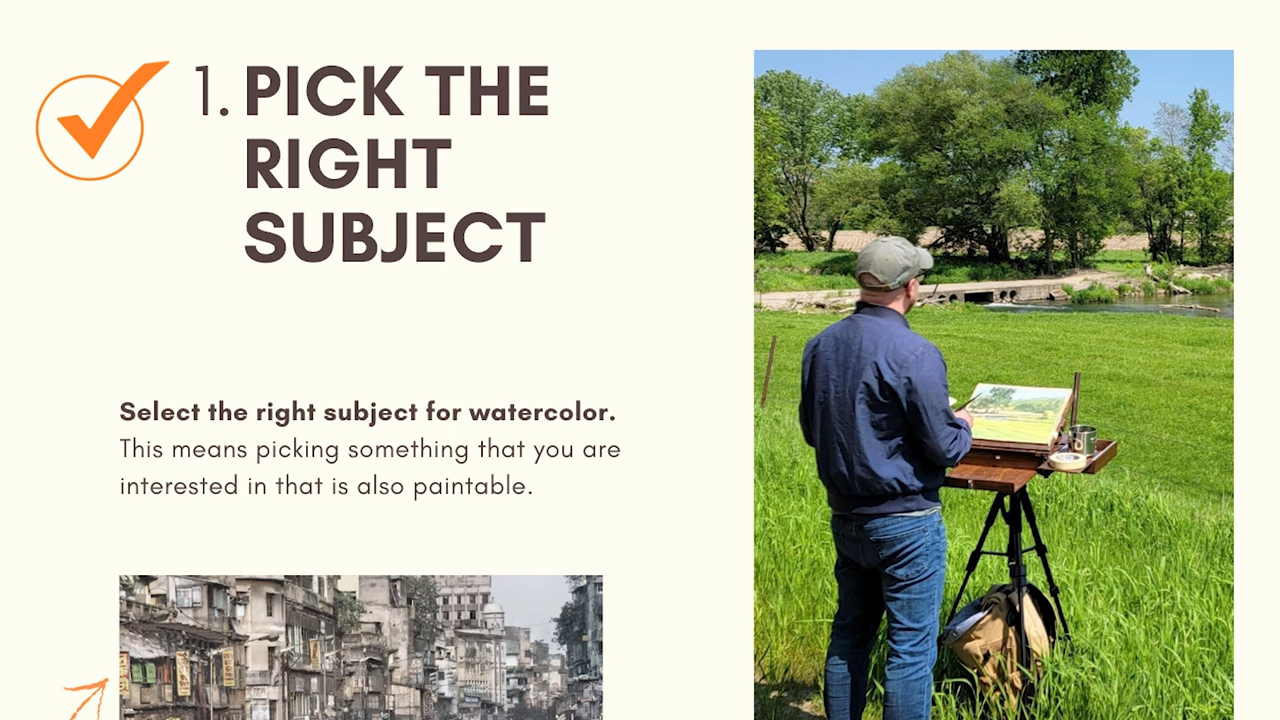 1. PICK THE
RIGHT
SUBJECT
Select the right subject for watercolor.
This means picking something that you are
interested in that is also paintable.